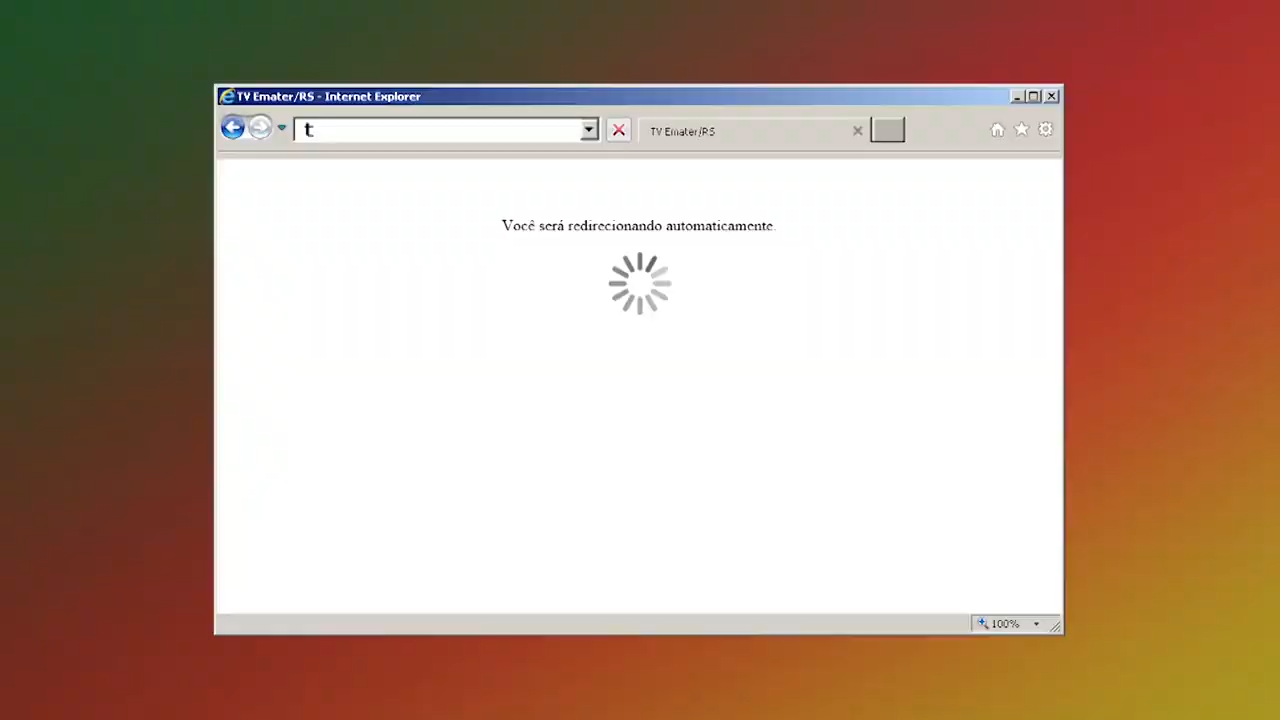 TV Emater/RS - Internet Explorer
t
TV Emater/RS
Você será redirecionando automaticamente.
100%